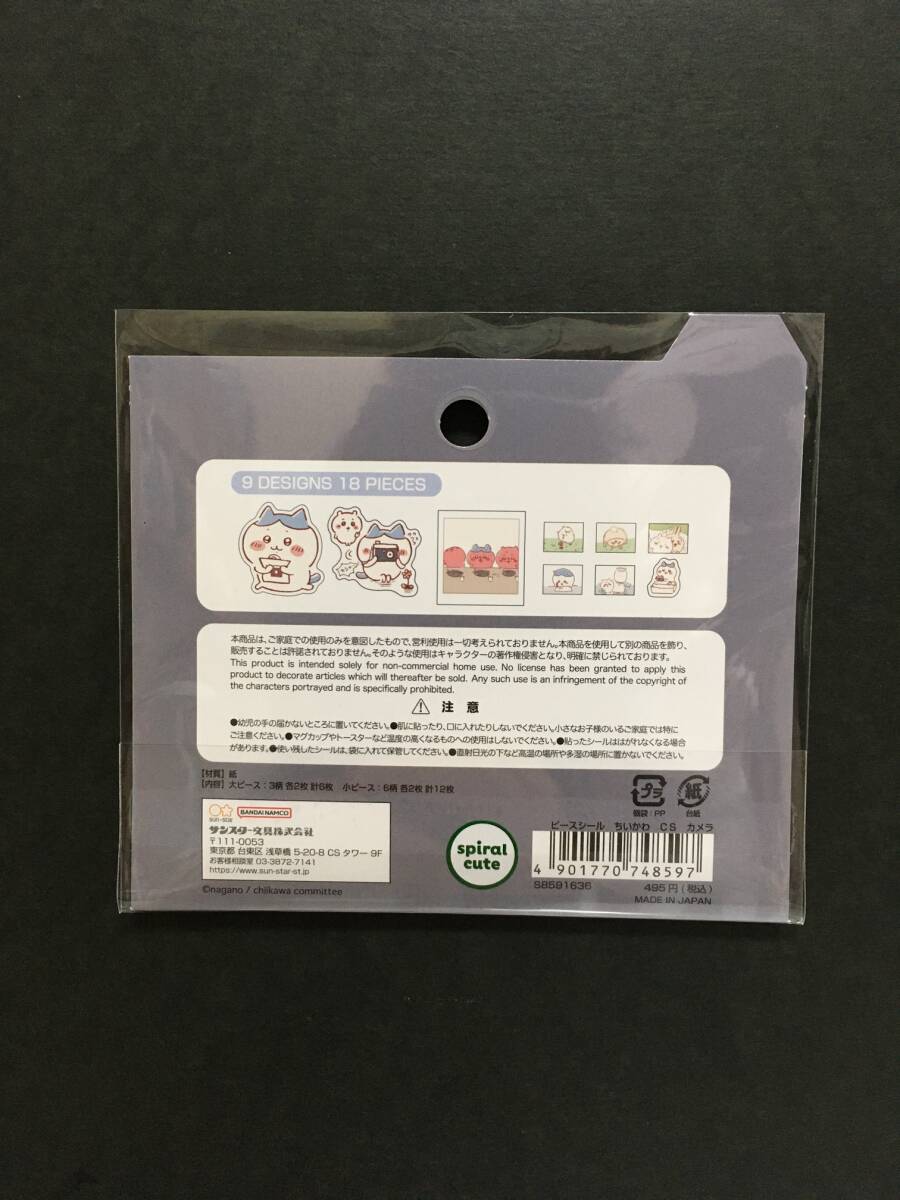 9 DESIGNS 18 PIECES
本商品は、ご家庭での使用のみを意図したもので、営利使用は一切考えられておりません。本商品を使用して別の商品を飾り、
販売することは許諾されておりません。そのような使用はキャラクターの著作権侵害となり、明確に禁じられております。
This product is intended solely for non-commercial home use. No license has been granted to apply this
product to decorate articles which will thereafter be sold. Any such use is an infringement of the copyright of
the characters portrayed and is specifically prohibited.
注 意
●幼児の手の届かないところに置いてください。●肌に貼ったり、口に入れたりしないでください。小さなお子様のいるご家庭では特に
ご注意ください。●マグカップやトースターなど温度の高くなるものへの使用はしないでください。●貼ったシールははがれなくなる場合
があります。●使い残したシールは、袋に入れて保管してください。●直射日光の下など高温の場所や多湿の場所に置かないでください。
【材質】紙
【内容】大ピース：3柄 各2枚 計6枚 小ピース：6柄 各2枚 計12枚
プラ
個袋：PP
紙
台紙
SUN-STAR
BANDAI NAMCO
サンスター文具株式会社
〒111-0053
東京都 台東区 浅草橋 5-20-8 CS タワー 9F
お客様相談室 03-3872-7141
https://www.sun-star-st.jp
©nagano / chiikawa committee
spiral
cute
ピースシール ちいかわ CS カメラ
4 901770 748597
S8591636 495円(税込)
MADE IN JAPAN